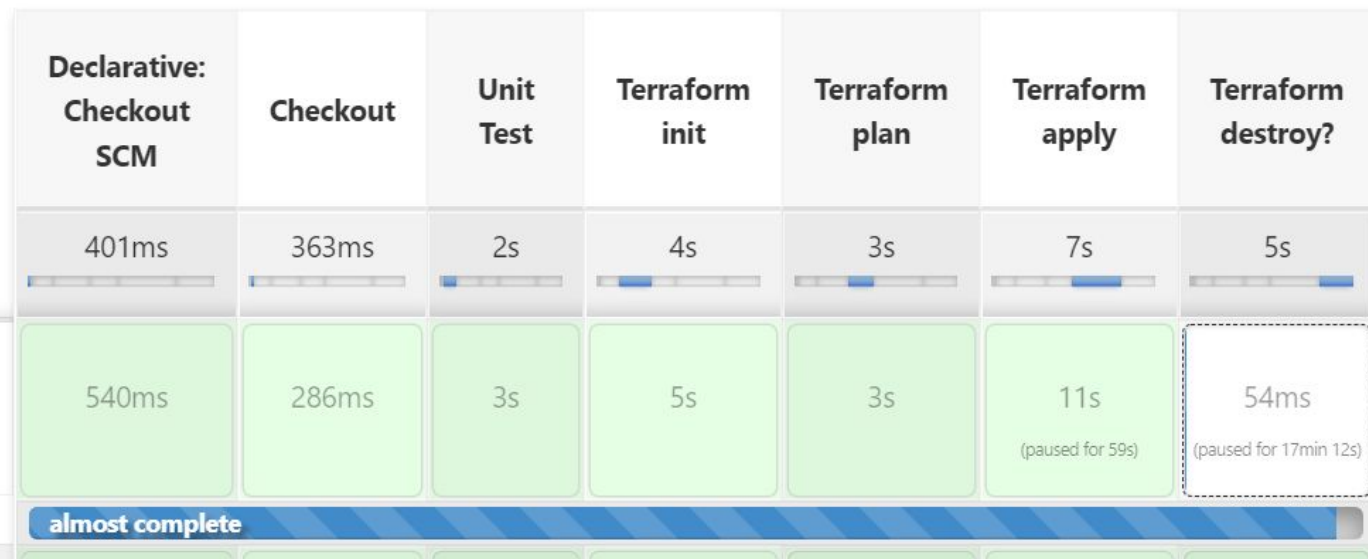 Declarative:
Checkout
SCM
Checkout
Unit
Test
Terraform
init
Terraform
plan
Terraform
apply
Terraform
destroy?
401ms
363ms
2s
4s
3s
7s
5s
540ms
286ms
3s
5s
3s
11s
(paused for 59s)
54ms
(paused for 17min 12s)
almost complete